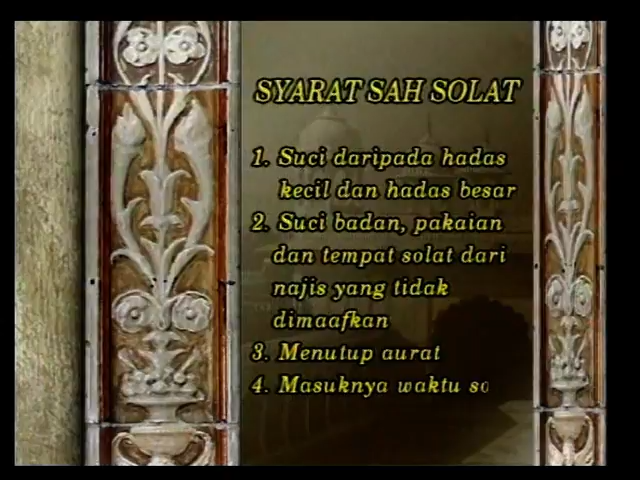 SYARAT SAH SOLAT
1. Suci daripada hadas
kecil dan hadas besar
2. Suci badan, pakaian
dan tempat solat dari
najis yang tidak
dimaafkan
3. Menutup aurat
4. Masuknya waktu so